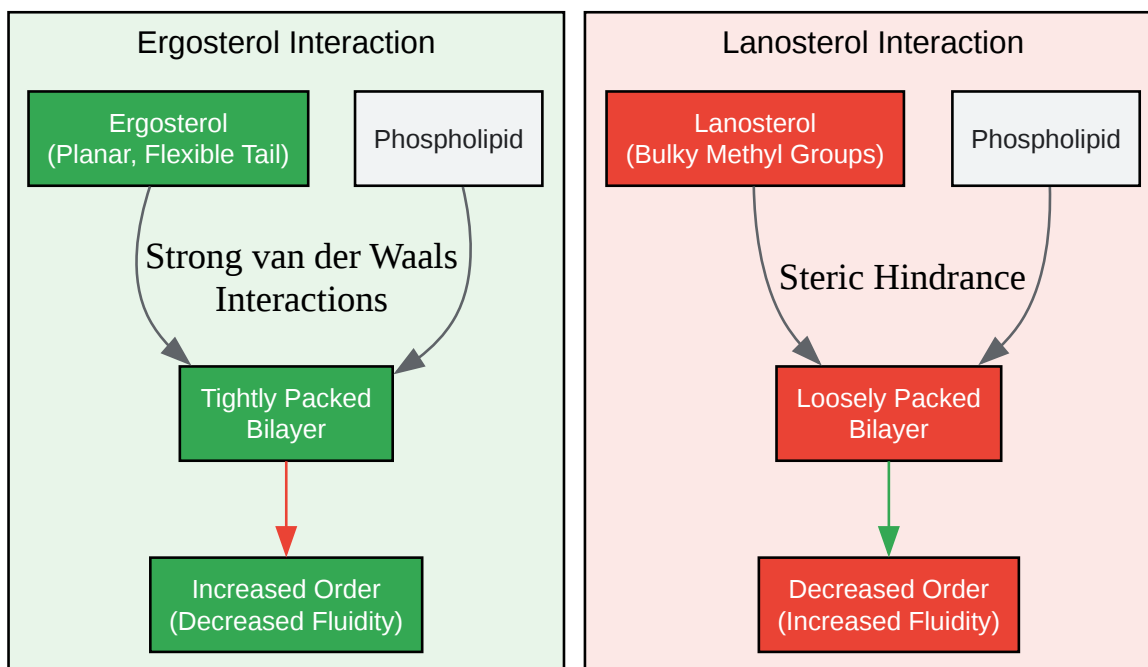 Ergosterol Interaction
Ergosterol
(Planar, Flexible Tail)
Phospholipid
Strong van der Waals
Interactions
Tightly Packed
Bilayer
Increased Order
(Decreased Fluidity)
Lanosterol Interaction
Lanosterol
(Bulky Methyl Groups)
Phospholipid
Steric Hindrance
Loosely Packed
Bilayer
Decreased Order
(Increased Fluidity)